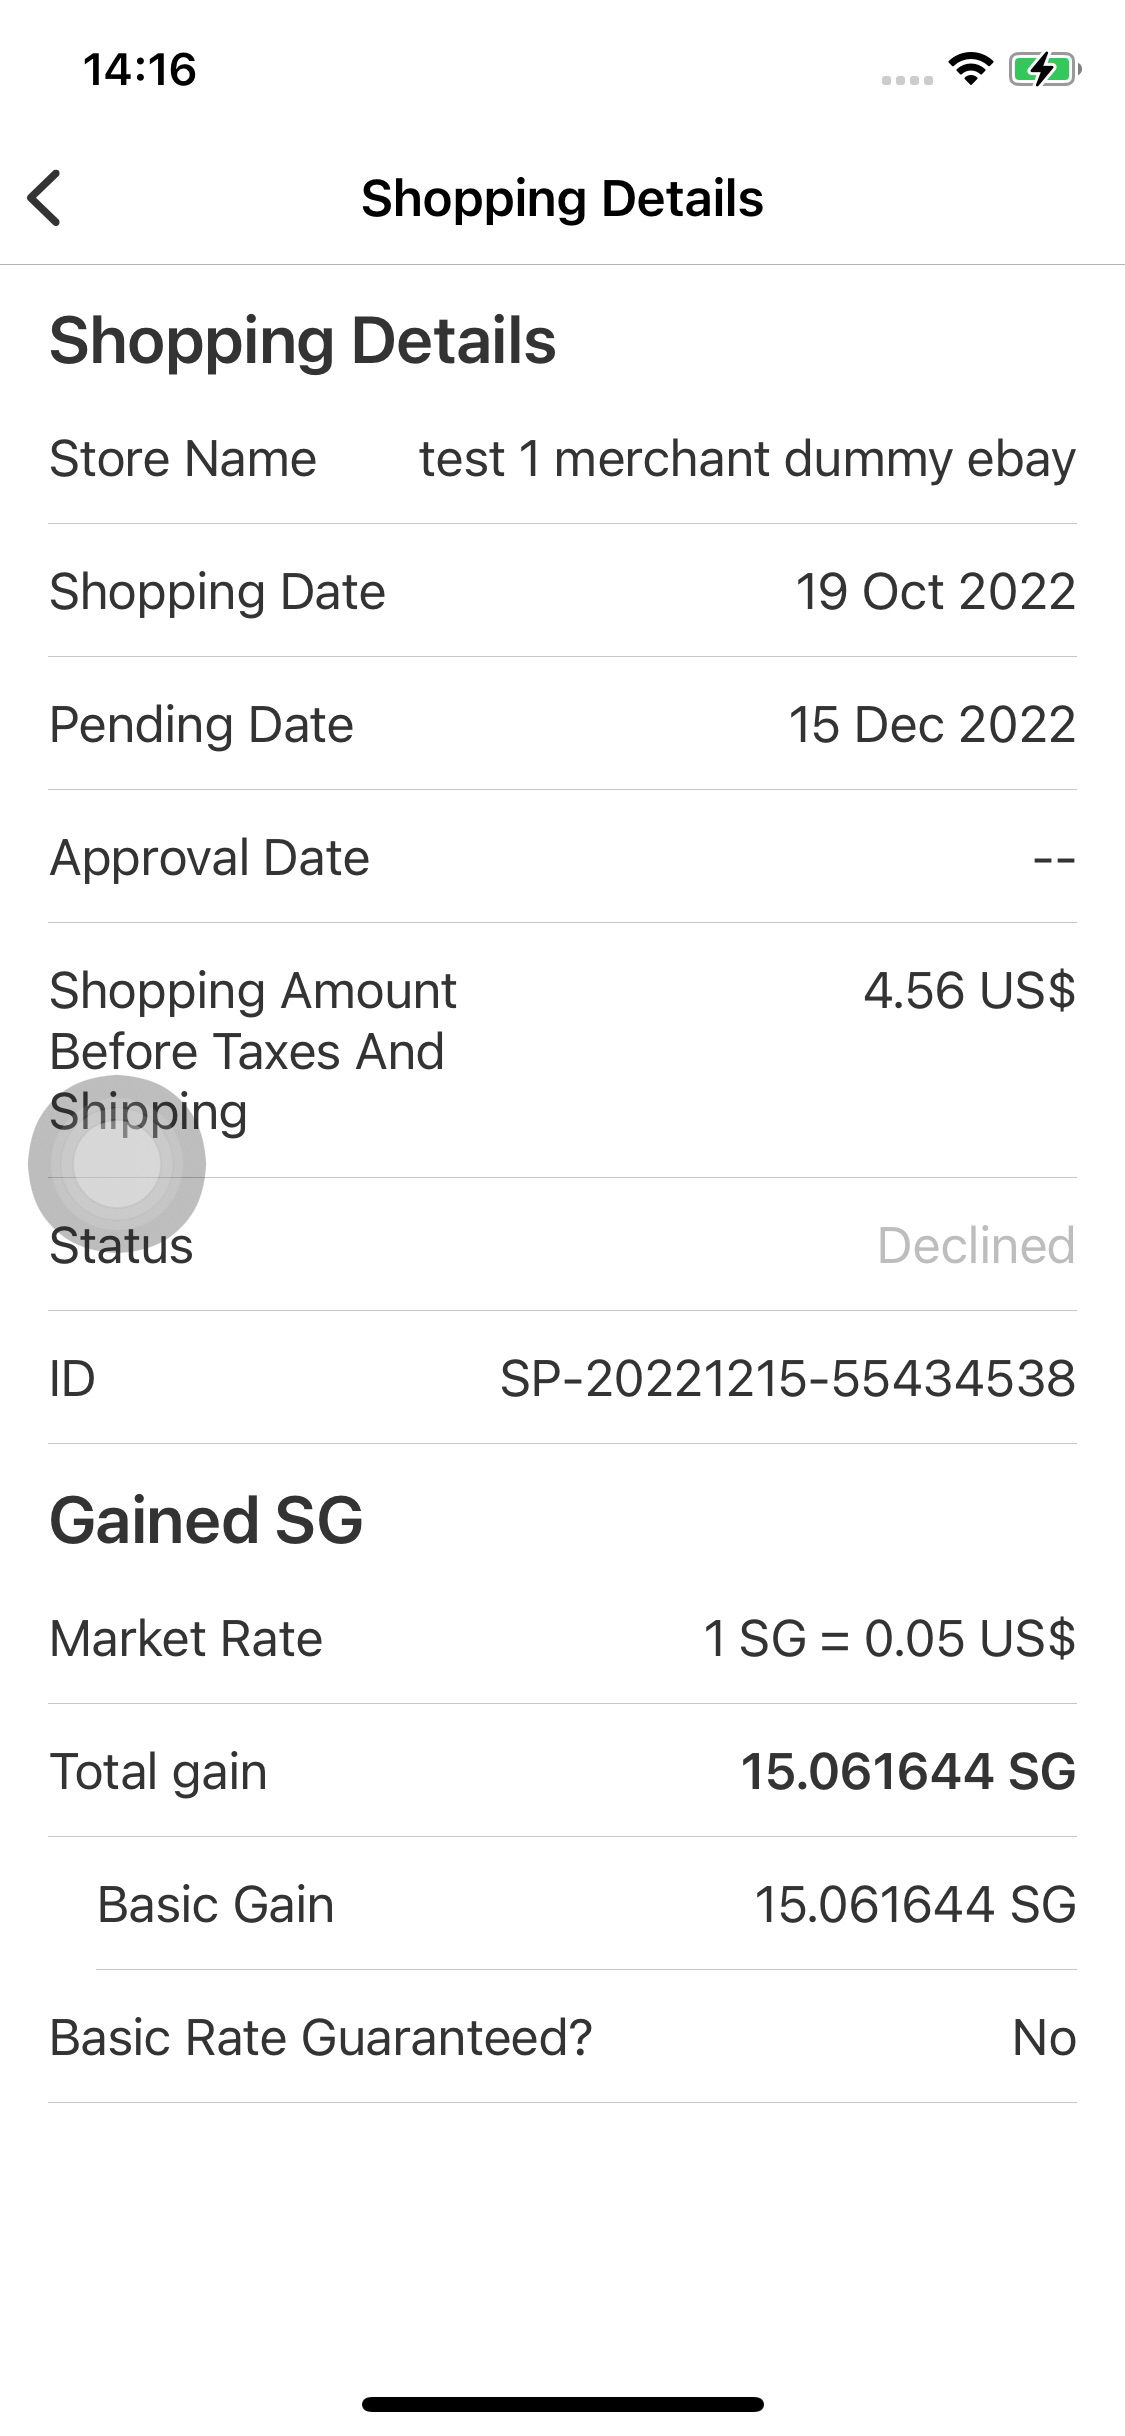 14:16
Shopping Details
Shopping Details
Store Name test 1 merchant dummy ebay
Shopping Date 19 Oct 2022
Pending Date 15 Dec 2022
Approval Date --
Shopping Amount 4.56 US$
Before Taxes And
Shipping
Status Declined
ID SP-20221215-55434538
Gained SG
Market Rate 1 SG = 0.05 US$
Total gain 15.061644 SG
Basic Gain 15.061644 SG
Basic Rate Guaranteed? No